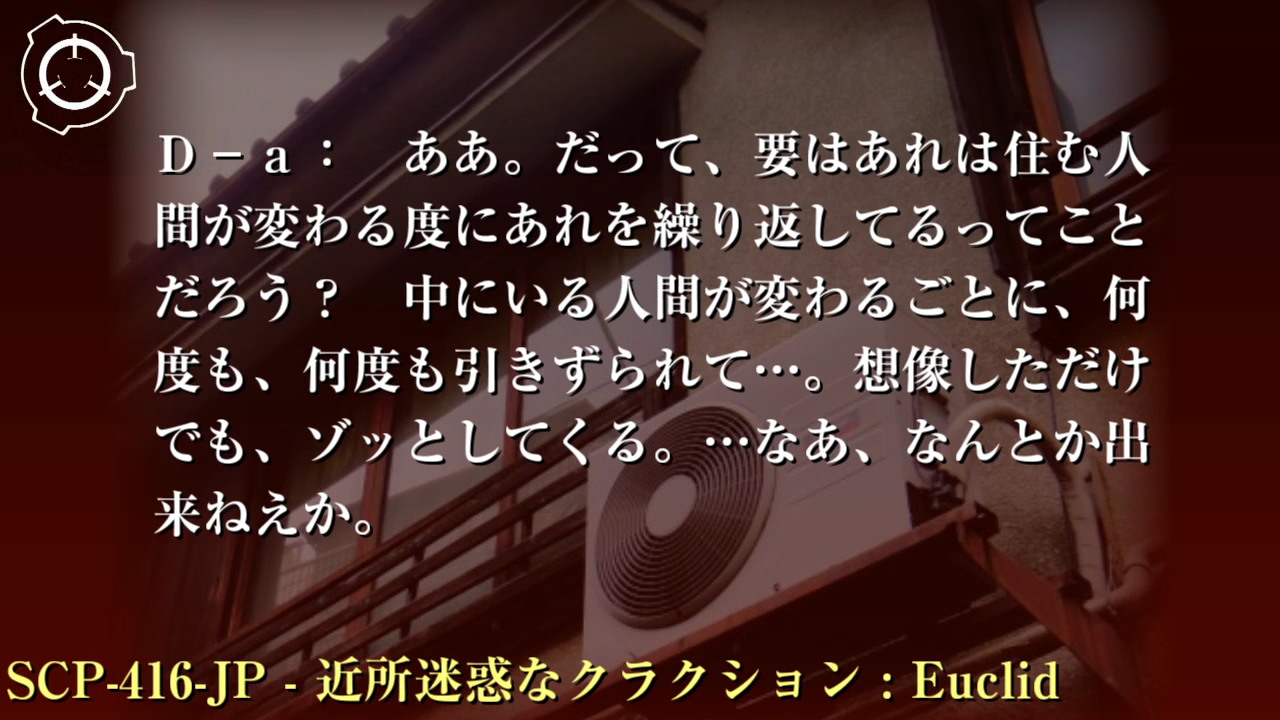 D－a：　ああ。だって、要はあれは住む人
間が変わる度にあれを繰り返してるってこと
だろう？　中にいる人間が変わるごとに、何
度も、何度も引きずられて…。想像しただけ
でも、ゾッとしてくる。…なあ、なんとか出
来ねえか。
SCP-416-JP - 近所迷惑なクラクション : Euclid